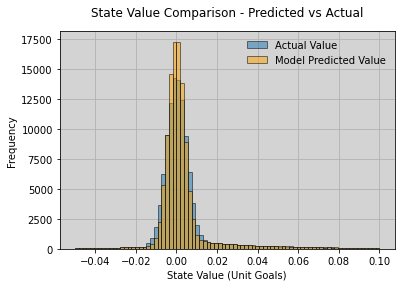 State Value Comparison - Predicted vs Actual
Actual Value
Model Predicted Value
Frequency
17500
15000
12500
10000
7500
5000
2500
0
−0.04 −0.02 0.00 0.02 0.04 0.06 0.08 0.10
State Value (Unit Goals)